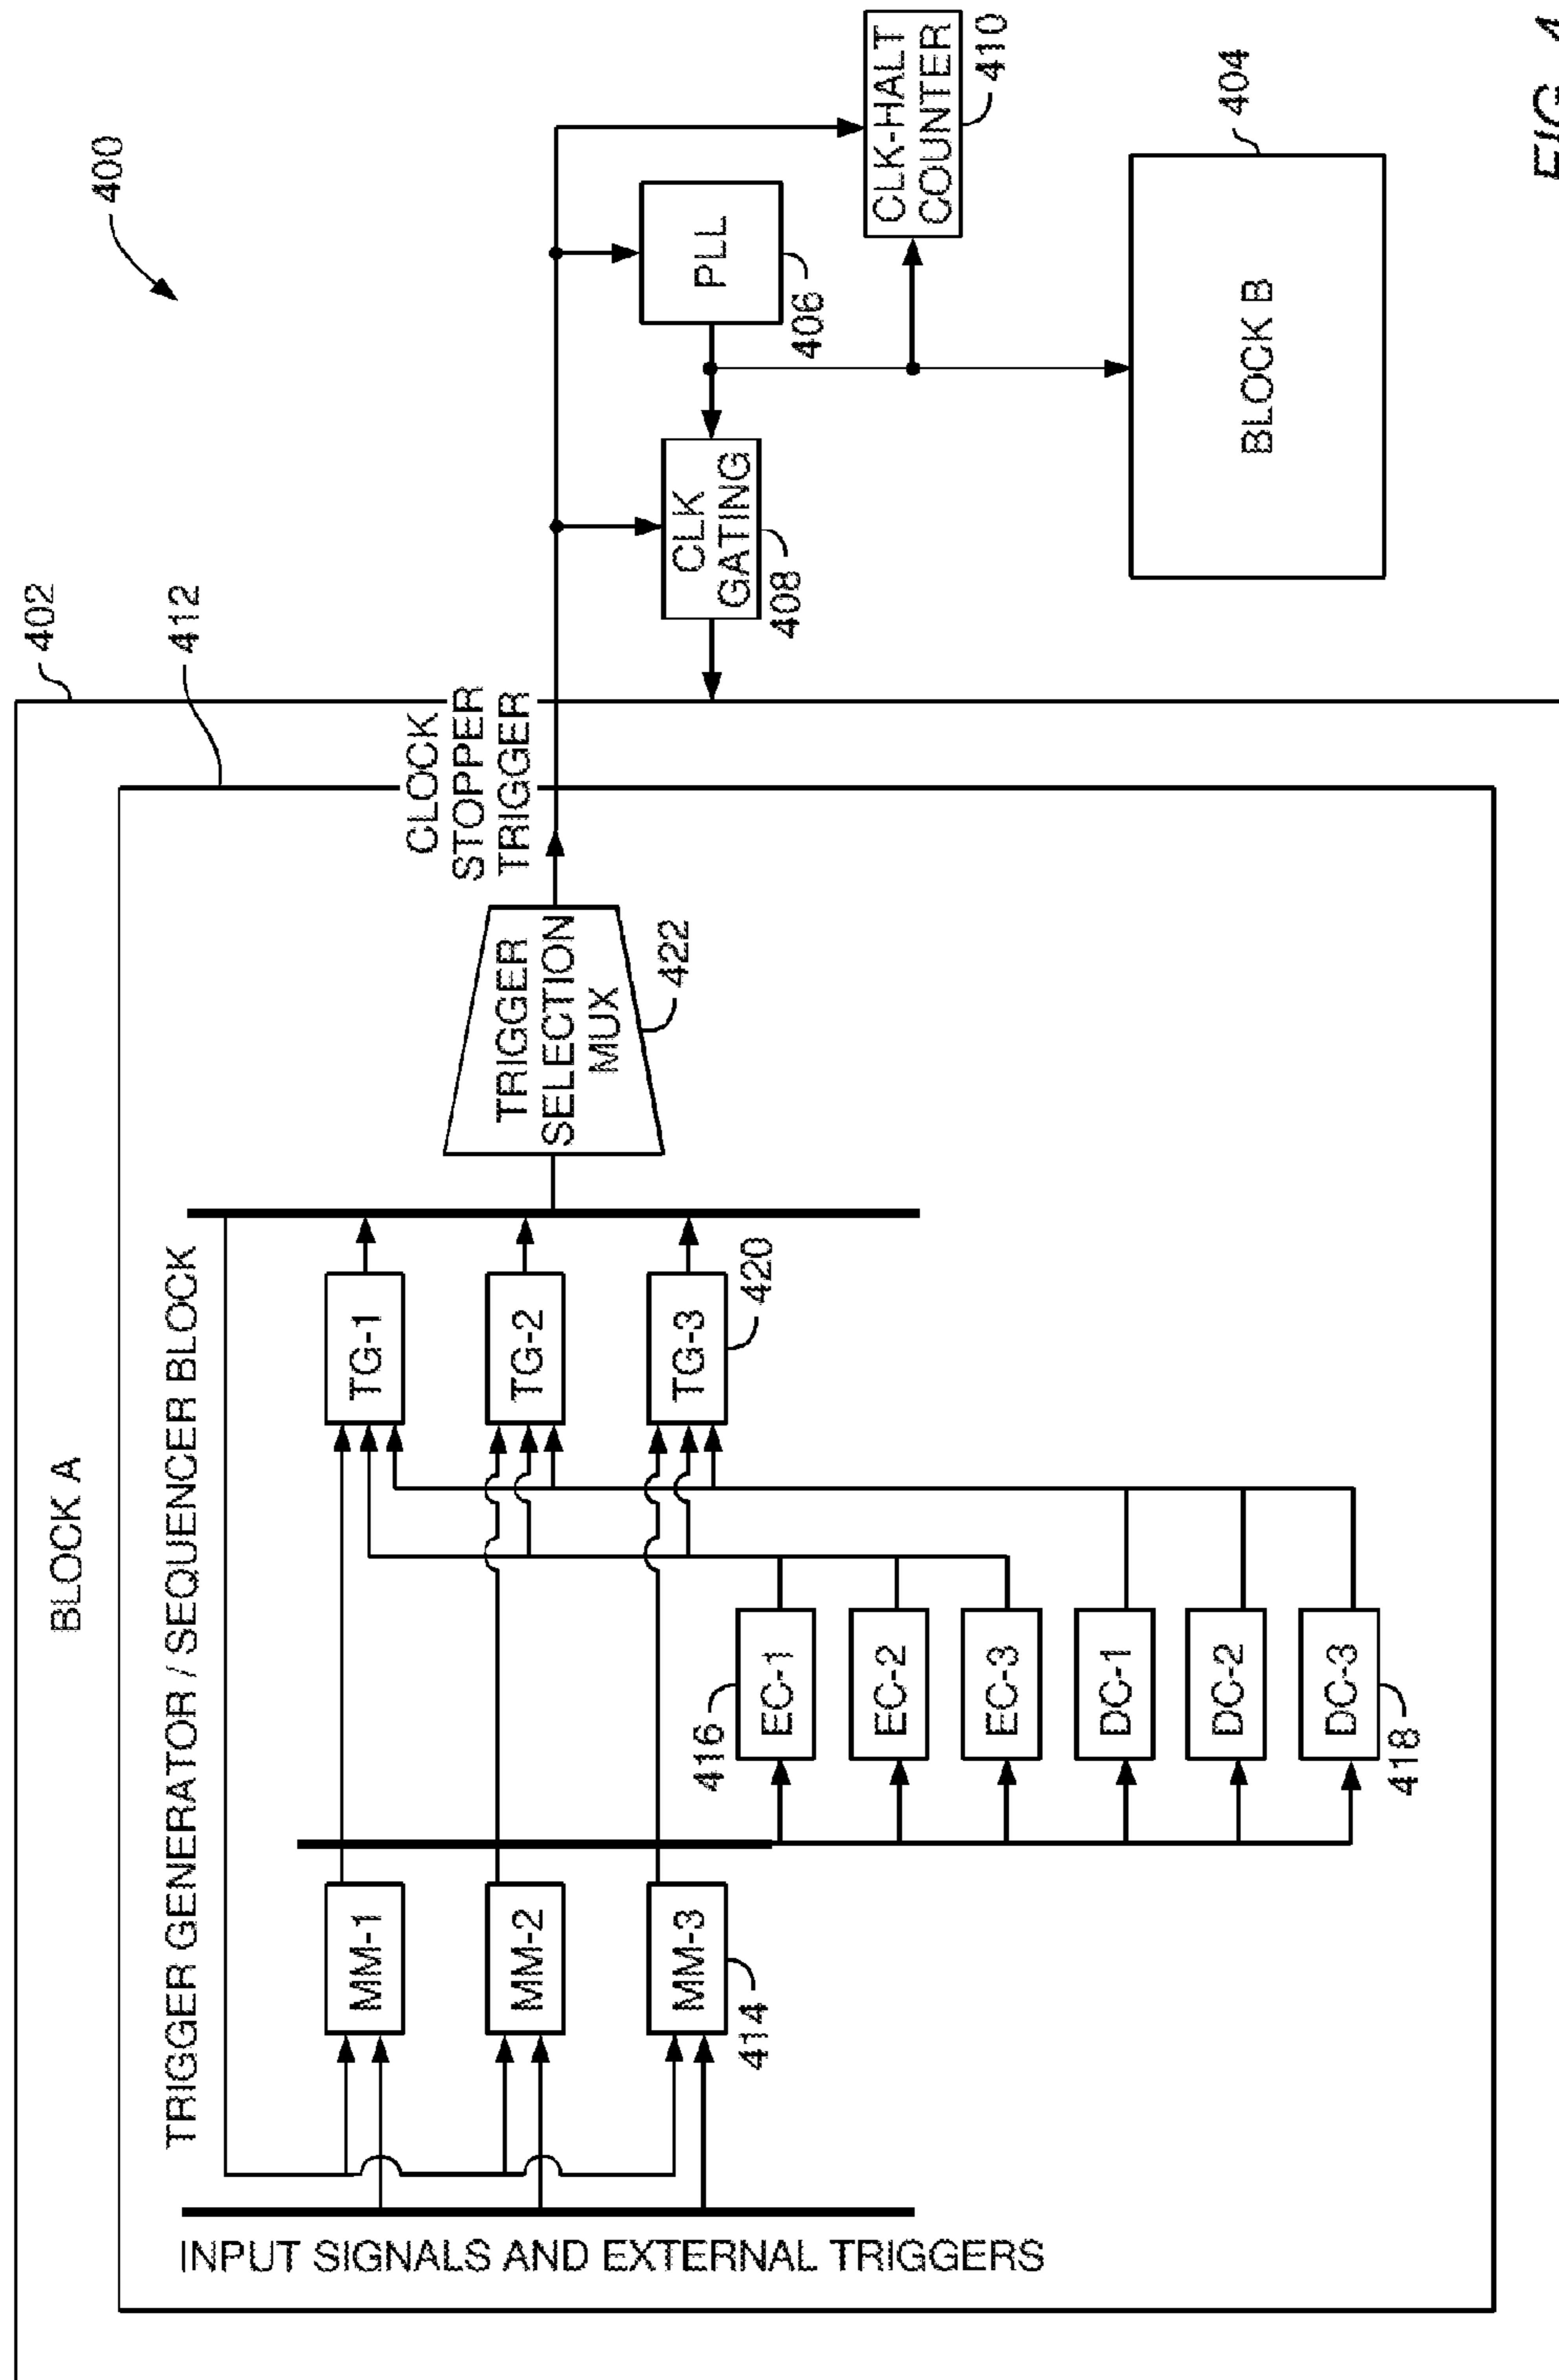 400
BLOCK A
402
TRIGGER GENERATOR / SEQUENCER BLOCK
412
INPUT SIGNALS AND EXTERNAL TRIGGERS
MM-1
MM-2
MM-3
414
EC-1
416
EC-2
EC-3
DC-1
DC-2
DC-3
418
TG-1
TG-2
TG-3
420
TRIGGER
SELECTION
MUX
422
CLOCK
STOPPER
TRIGGER
CLK
GATING
408
PLL
406
CLK-HALT
COUNTER
410
BLOCK B
404
FIG. 4